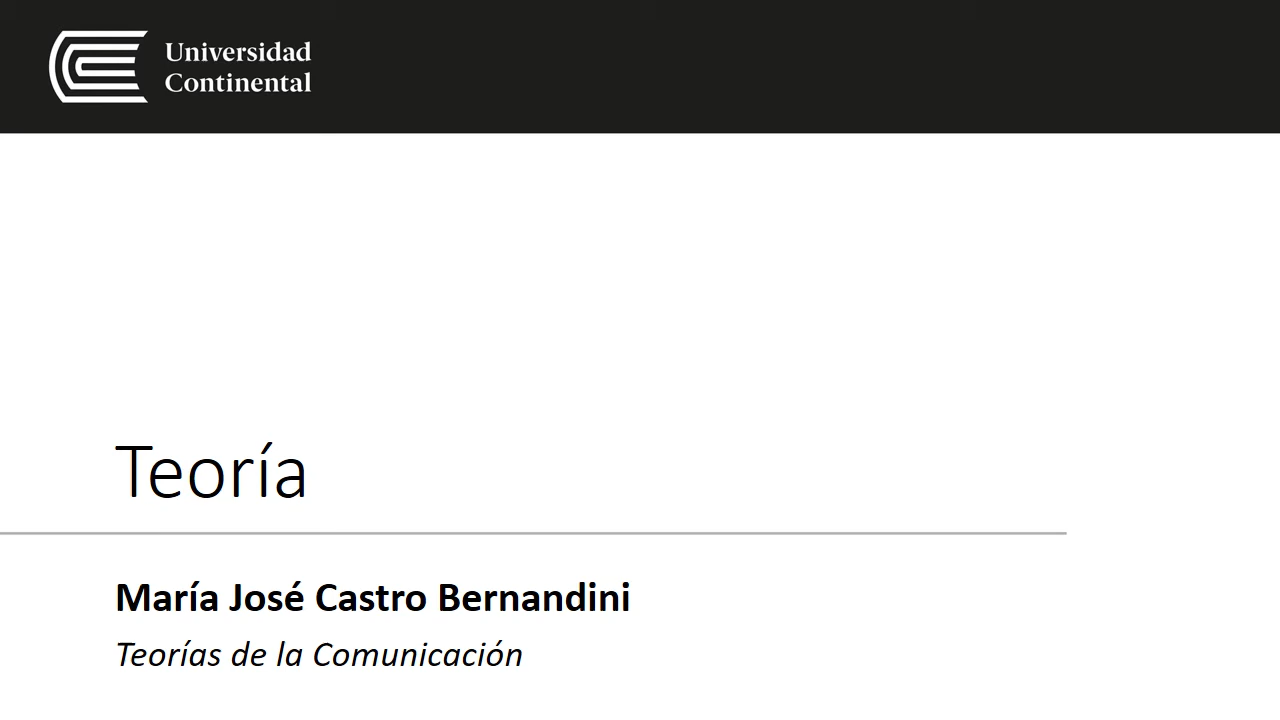 Universidad
Continental
Teoría
María José Castro Bernandini
Teorías de la Comunicación